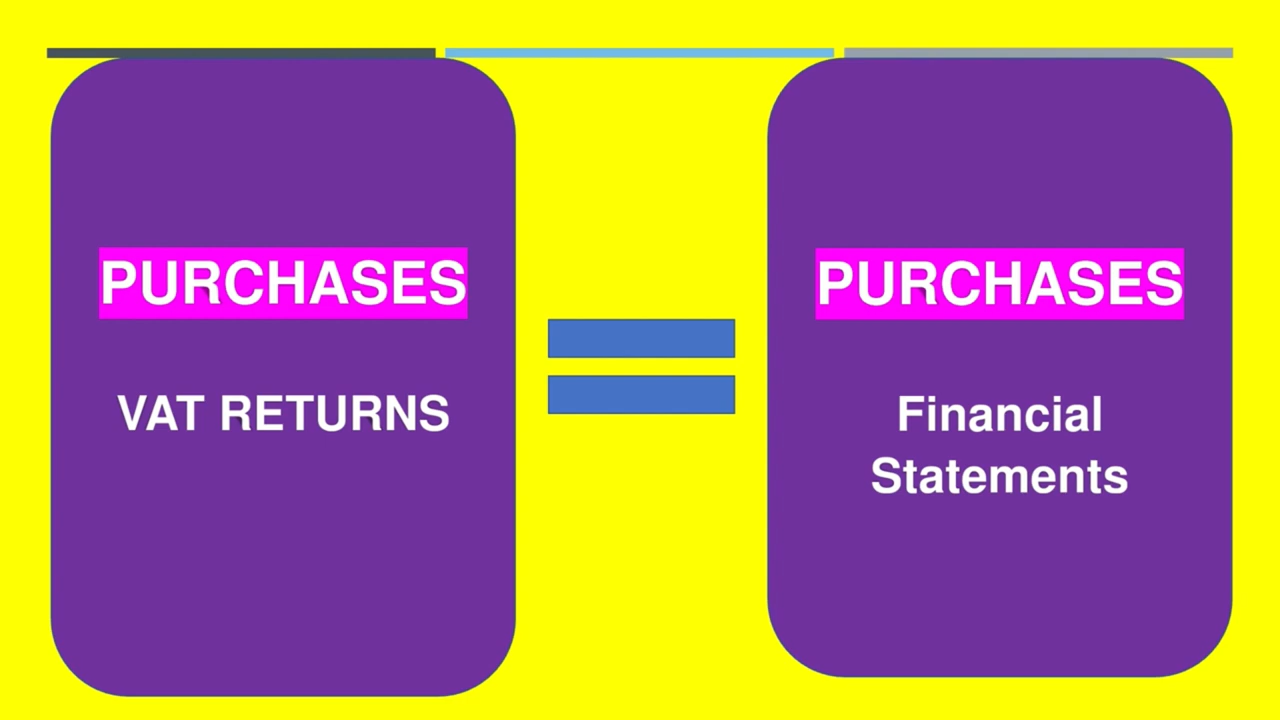 PURCHASES
VAT RETURNS
PURCHASES
Financial
Statements